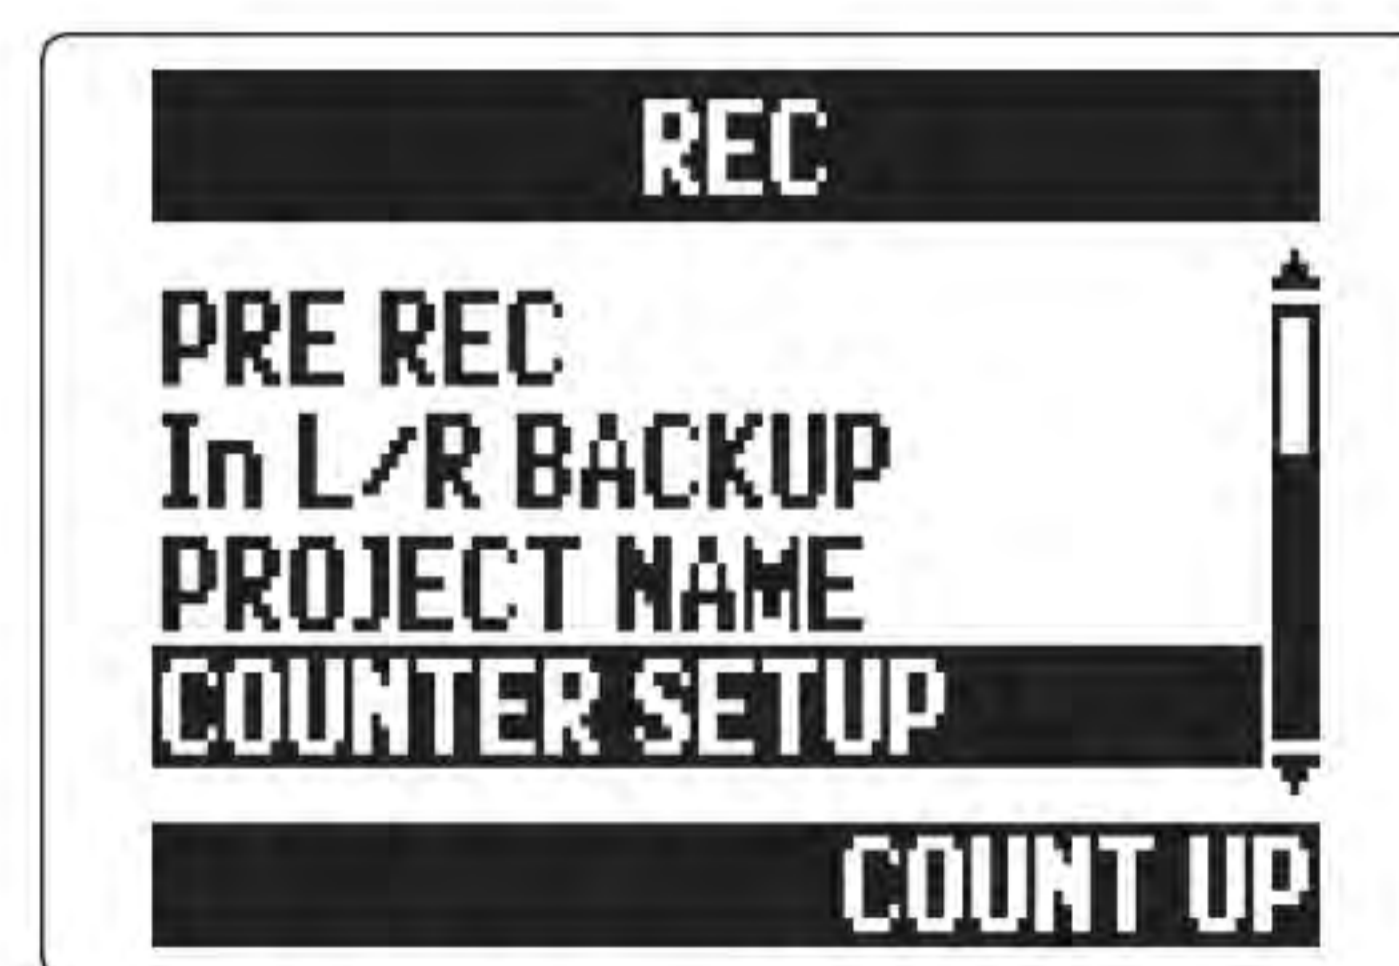 REC
PRE REC
In L/R BACKUP
PROJECT NAME
COUNTER SETUP
COUNT UP